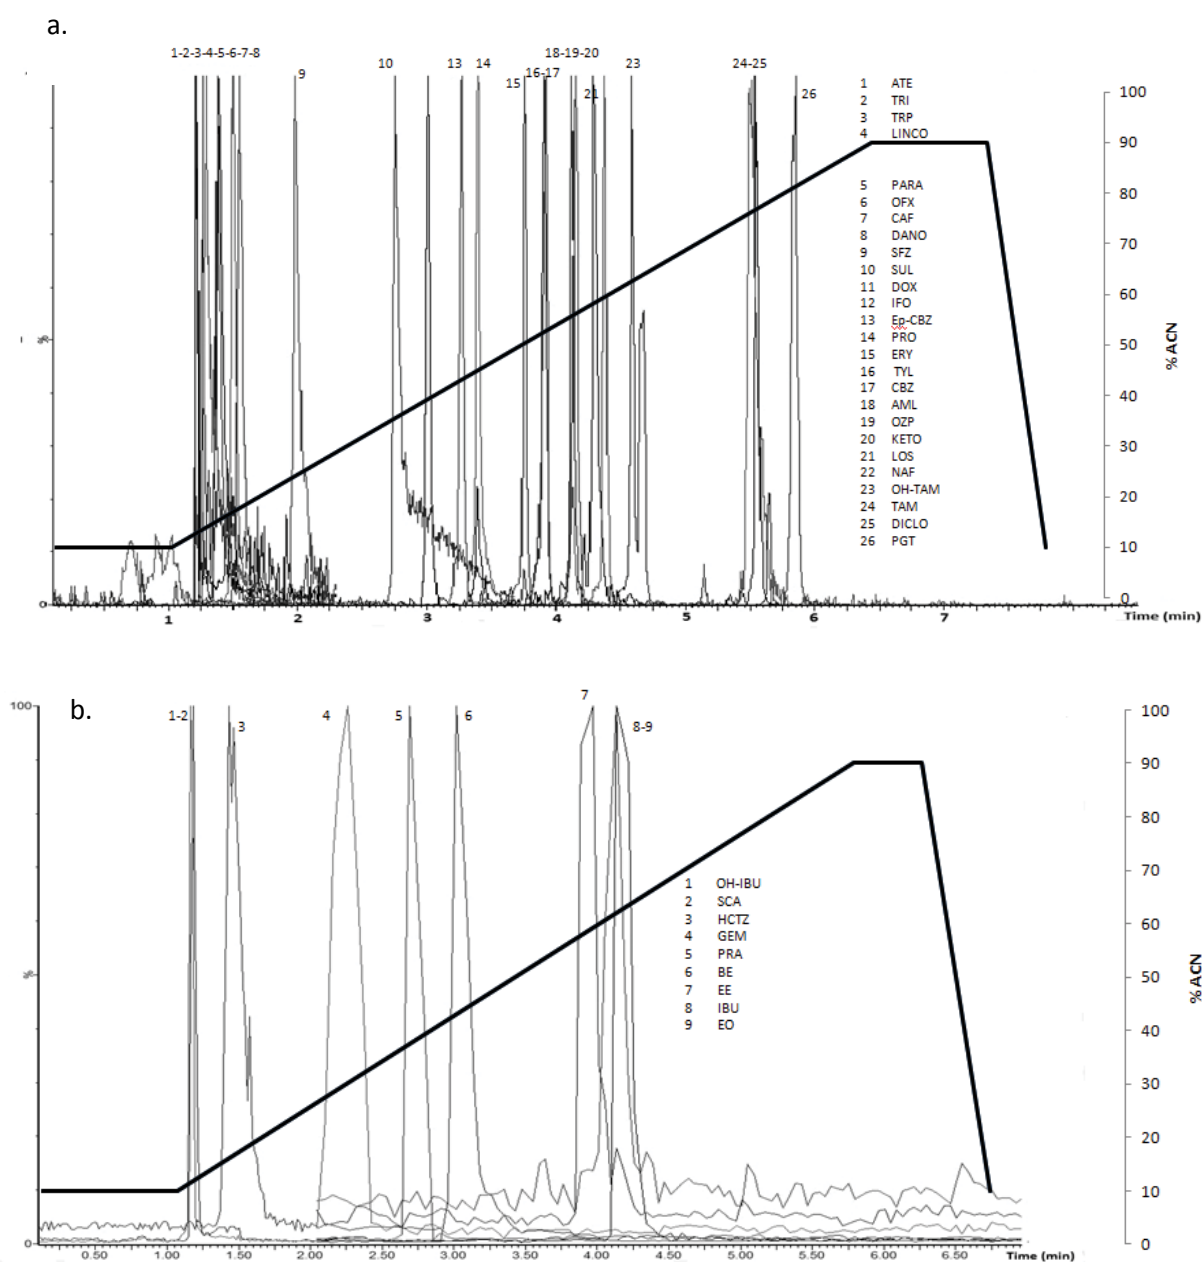 a.
1-2-3-4-5-6-7-8
9
10
13
14
15
16-17
18-19-20
21
23
24-25
26
1 ATE
2 TRI
3 TRP
4 LINCO
5 PARA
6 OFX
7 CAF
8 DANO
9 SFZ
10 SUL
11 DOX
12 IFO
13 Ep-CBZ
14 PRO
15 ERY
16 TYL
17 CBZ
18 AML
19 OZP
20 KETO
21 LOS
22 NAF
23 OH-TAM
24 TAM
25 DICLO
26 PGT
100
90
80
70
60
50
40
30
20
10
0
% ACN
%
0
1 2 3 4 5 6 7 Time (min)
b.
100
%
0
1-2
3
4
5
6
7
8-9
1 OH-IBU
2 SCA
3 HCTZ
4 GEM
5 PRA
6 BE
7 EE
8 IBU
9 EO
100
90
80
70
60
50
40
30
20
10
0
% ACN
0.50 1.00 1.50 2.00 2.50 3.00 3.50 4.00 4.50 5.00 5.50 6.00 6.50 Time (min)